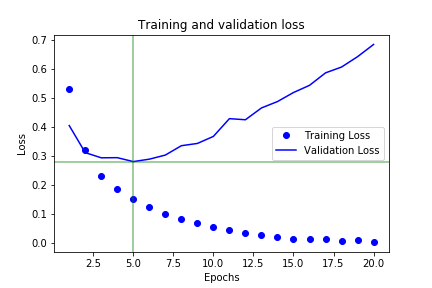 Training and validation loss
0.7
0.6
0.5
0.4
0.3
0.2
0.1
0.0
Loss
Training Loss
Validation Loss
2.5 5.0 7.5 10.0 12.5 15.0 17.5 20.0
Epochs